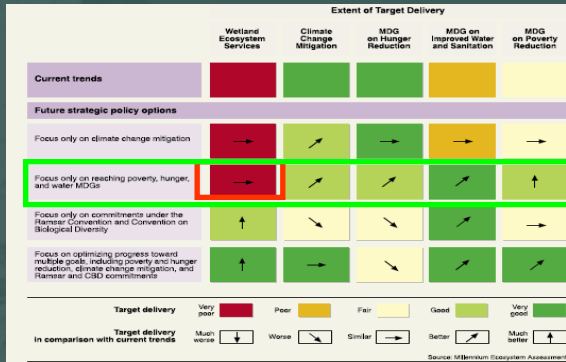 Extent of Target Delivery
Wetland Ecosystem Services
Climate Change Mitigation
MDG on Hunger Reduction
MDG on Improved Water and Sanitation
MDG on Poverty Reduction
Current trends
Future strategic policy options
Focus only on climate change mitigation
Focus only on reaching poverty, hunger,
and water MDGs
Focus only on commitments under the
Ramsar Convention and Convention on
Biological Diversity
Focus on optimizing progress toward
multiple goals, including poverty and hunger
reduction, climate change mitigation, and
Ramsar and CBD commitments
Target delivery Very poor Poor Fair Good Very good
Target delivery
in comparison with current trends Much worse Worse Similar Better Much better
Source: Millennium Ecosystem Assessment